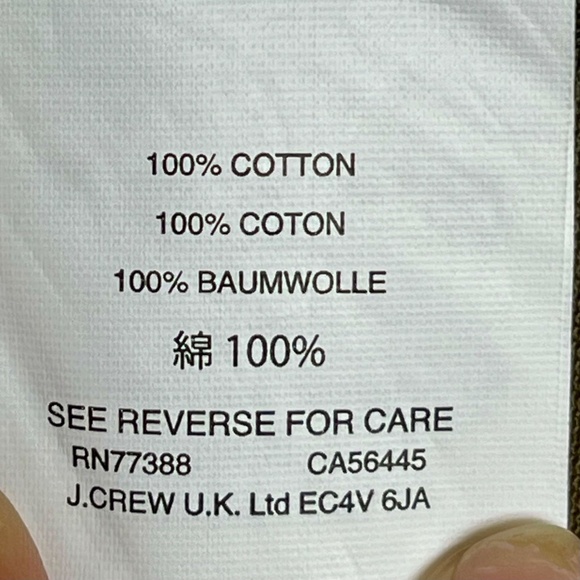 100% COTTON
100% COTON
100% BAUMWOLLE
綿 100%
SEE REVERSE FOR CARE
RN77388 CA56445
J.CREW U.K. Ltd EC4V 6JA